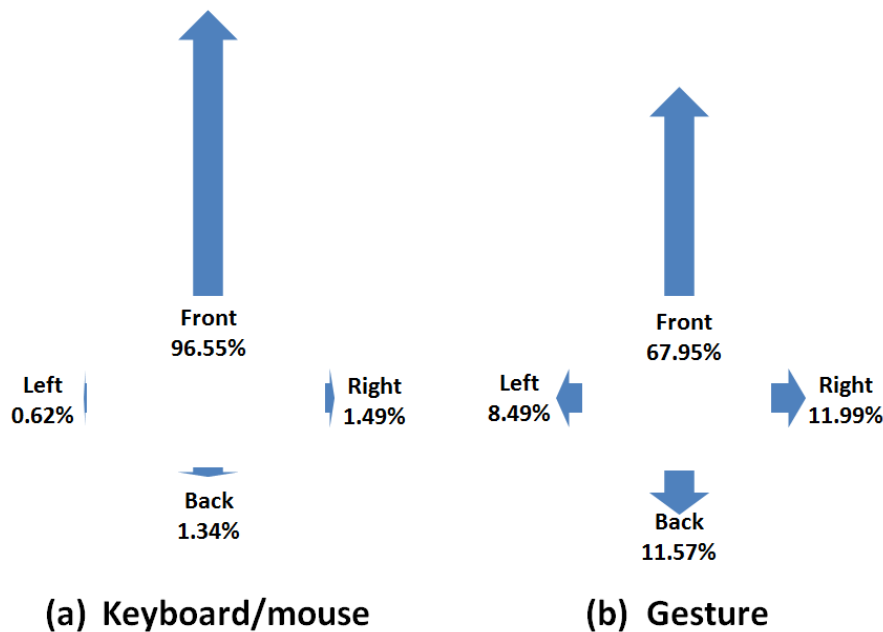 Front
96.55%
Left
0.62%
Right
1.49%
Back
1.34%
(a) Keyboard/mouse
Front
67.95%
Left
8.49%
Right
11.99%
Back
11.57%
(b) Gesture